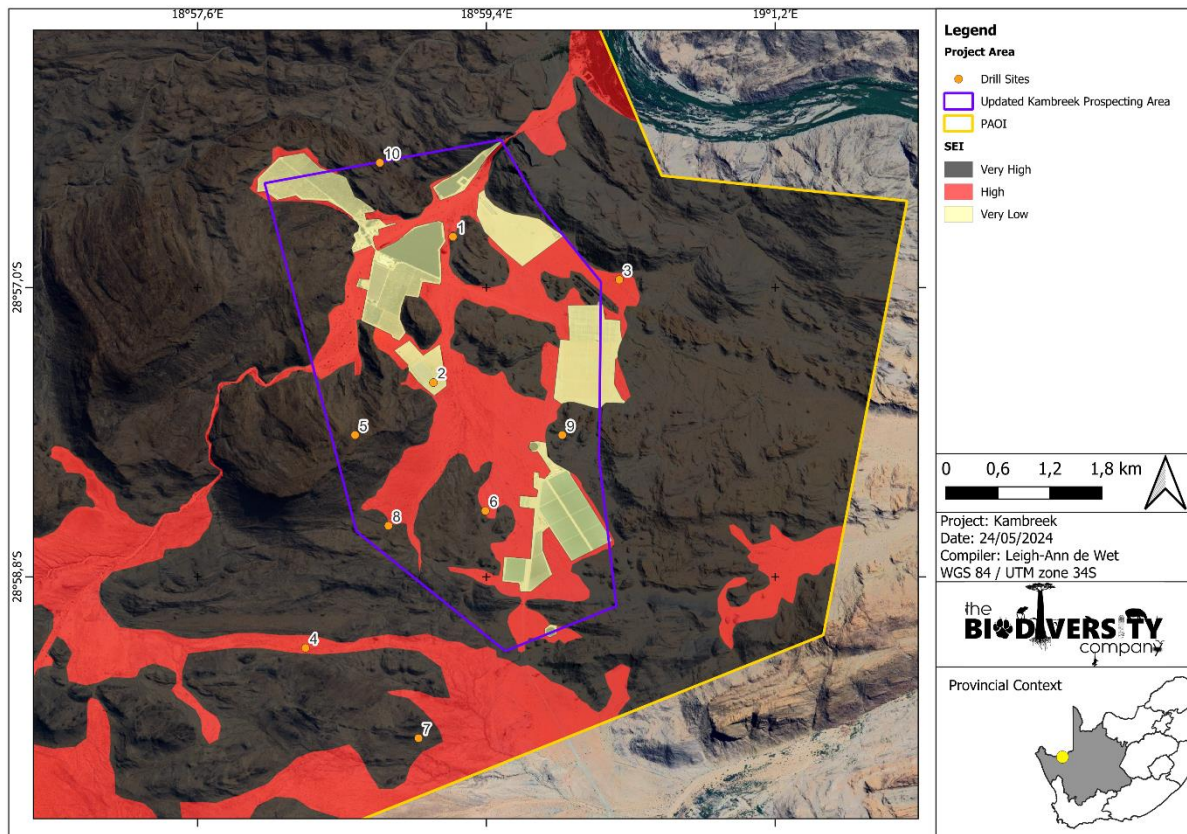 18°57,6'E
18°59,4'E
19°1,2'E
28°57,0'S
28°58,8'S
10
1
3
2
5
9
6
8
4
7
Legend
Project Area
Drill Sites
Updated Kambreek Prospecting Area
PAOI
SEI
Very High
High
Very Low
0 0,6 1,2 1,8 km
Project: Kambreek
Date: 24/05/2024
Compiler: Leigh-Ann de Wet
WGS 84 / UTM zone 34S
the
BIODIVERSITY
company
Provincial Context